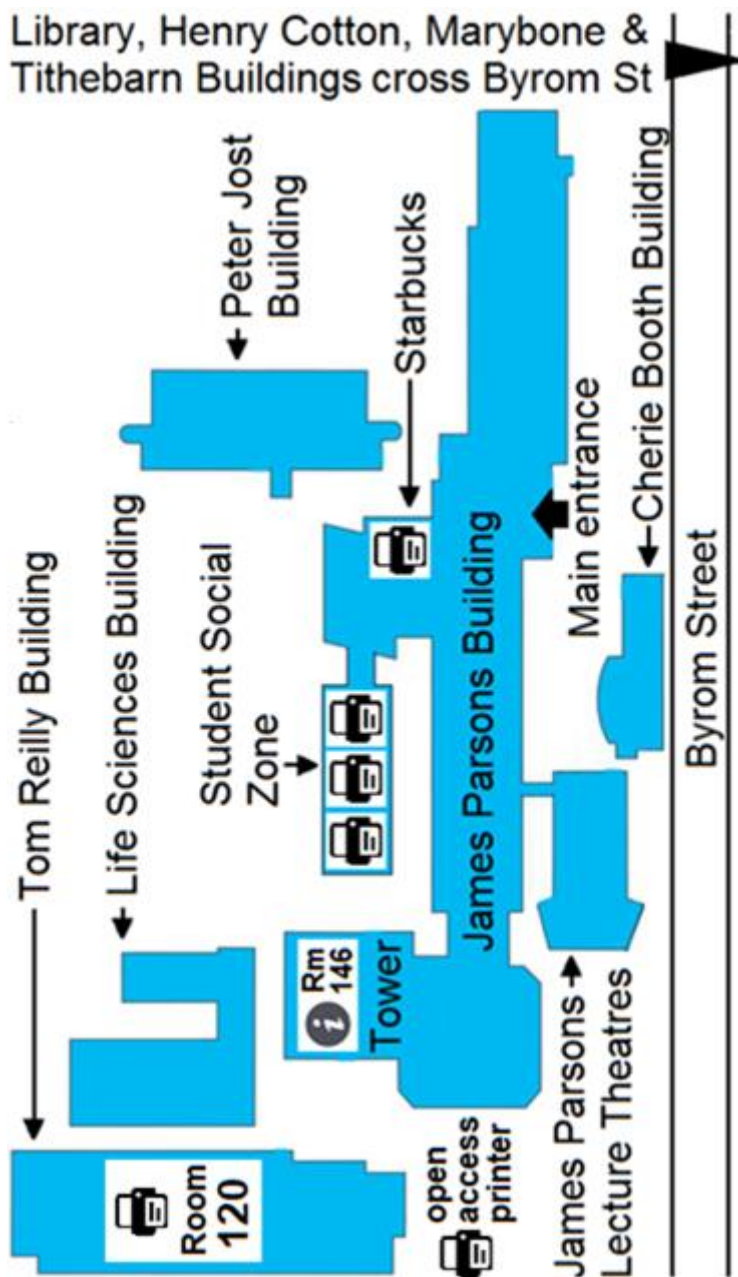 Library, Henry Cotton, Marybone &
Tithebarn Buildings cross Byrom St
Peter Jost
Building
Starbucks
Cherie Booth Building
Main entrance
Byrom Street
Tom Reilly Building
Life Sciences Building
Student Social
Zone
James Parsons Building
Rm
146
i
Tower
James Parsons
Lecture Theatres
Room
120
open
access
printer